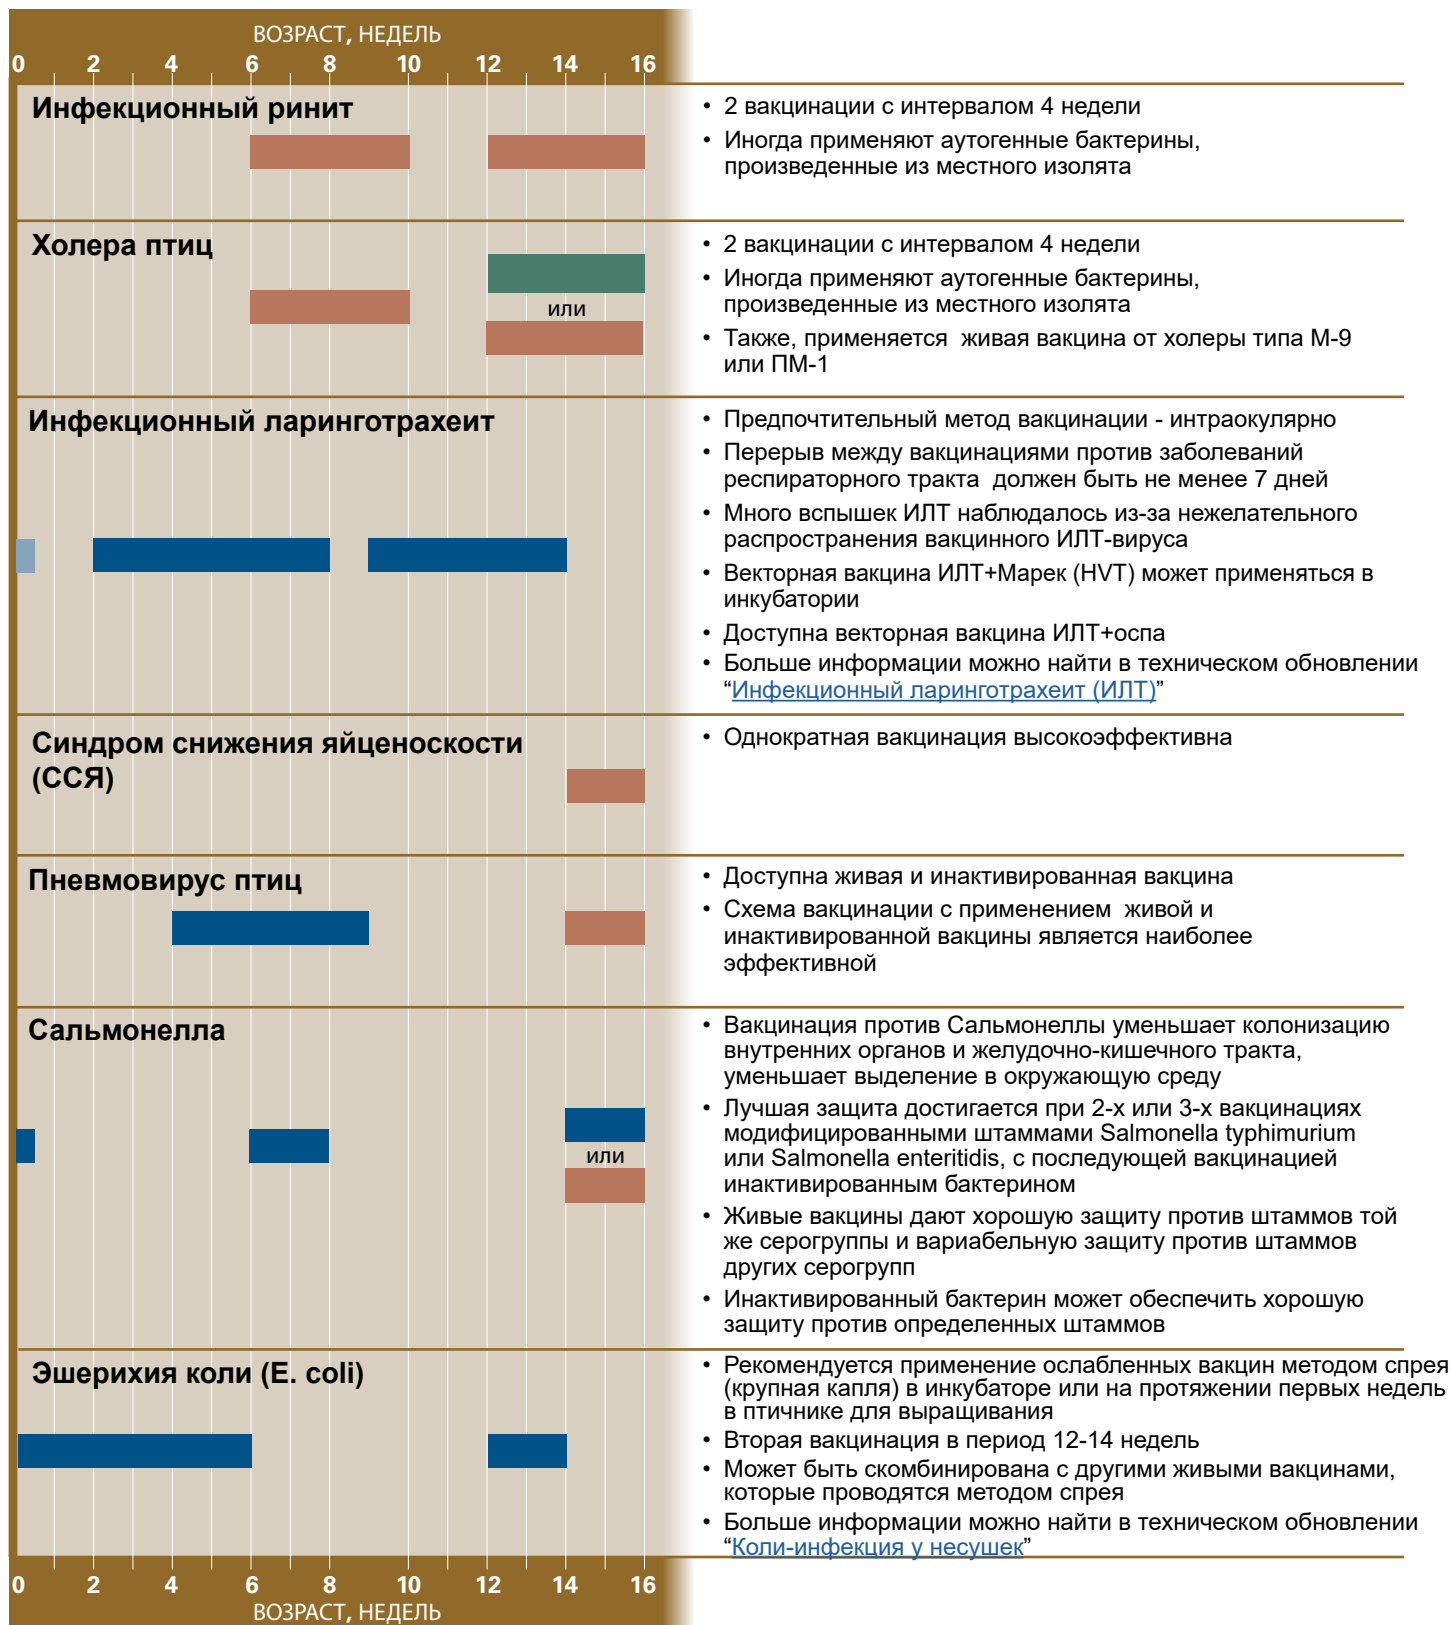 ВОЗРАСТ, НЕДЕЛЬ
0 2 4 6 8 10 12 14 16
Инфекционный ринит
• 2 вакцинации с интервалом 4 недели
• Иногда применяют аутогенные бактерины,
произведенные из местного изолята
Холера птиц
или
• 2 вакцинации с интервалом 4 недели
• Иногда применяют аутогенные бактерины,
произведенные из местного изолята
• Также, применяется живая вакцина от холеры типа М-9
или ПМ-1
Инфекционный ларинготрахеит
• Предпочтительный метод вакцинации - интраокулярно
• Перерыв между вакцинациями против заболеваний
респираторного тракта должен быть не менее 7 дней
• Много вспышек ИЛТ наблюдалось из-за нежелательного
распространения вакцинного ИЛТ-вируса
• Векторная вакцина ИЛТ+Марек (HVT) может применяться в
инкубатории
• Доступна векторная вакцина ИЛТ+оспа
• Больше информации можно найти в техническом обновлении
“Инфекционный ларинготрахеит (ИЛТ)”
Синдром снижения яйценоскости
(ССЯ)
• Однократная вакцинация высокоэффективна
Пневмовирус птиц
• Доступна живая и инактивированная вакцина
• Схема вакцинации с применением живой и
инактивированной вакцины является наиболее
эффективной
Сальмонелла
или
• Вакцинация против Сальмонеллы уменьшает колонизацию
внутренних органов и желудочно-кишечного тракта,
уменьшает выделение в окружающую среду
• Лучшая защита достигается при 2-х или 3-х вакцинациях
модифицированными штаммами Salmonella typhimurium
или Salmonella enteritidis, с последующей вакцинацией
инактивированным бактерином
• Живые вакцины дают хорошую защиту против штаммов той
же серогруппы и вариабельную защиту против штаммов
других серогрупп
• Инактивированный бактерин может обеспечить хорошую
защиту против определенных штаммов
Эшерихия коли (E. coli)
• Рекомендуется применение ослабленных вакцин методом спрея
(крупная капля) в инкубаторе или на протяжении первых недель
в птичнике для выращивания
• Вторая вакцинация в период 12-14 недель
• Может быть скомбинирована с другими живыми вакцинами,
которые проводятся методом спрея
• Больше информации можно найти в техническом обновлении
“Коли-инфекция у несушек”
0 2 4 6 8 10 12 14 16
ВОЗРАСТ, НЕДЕЛЬ